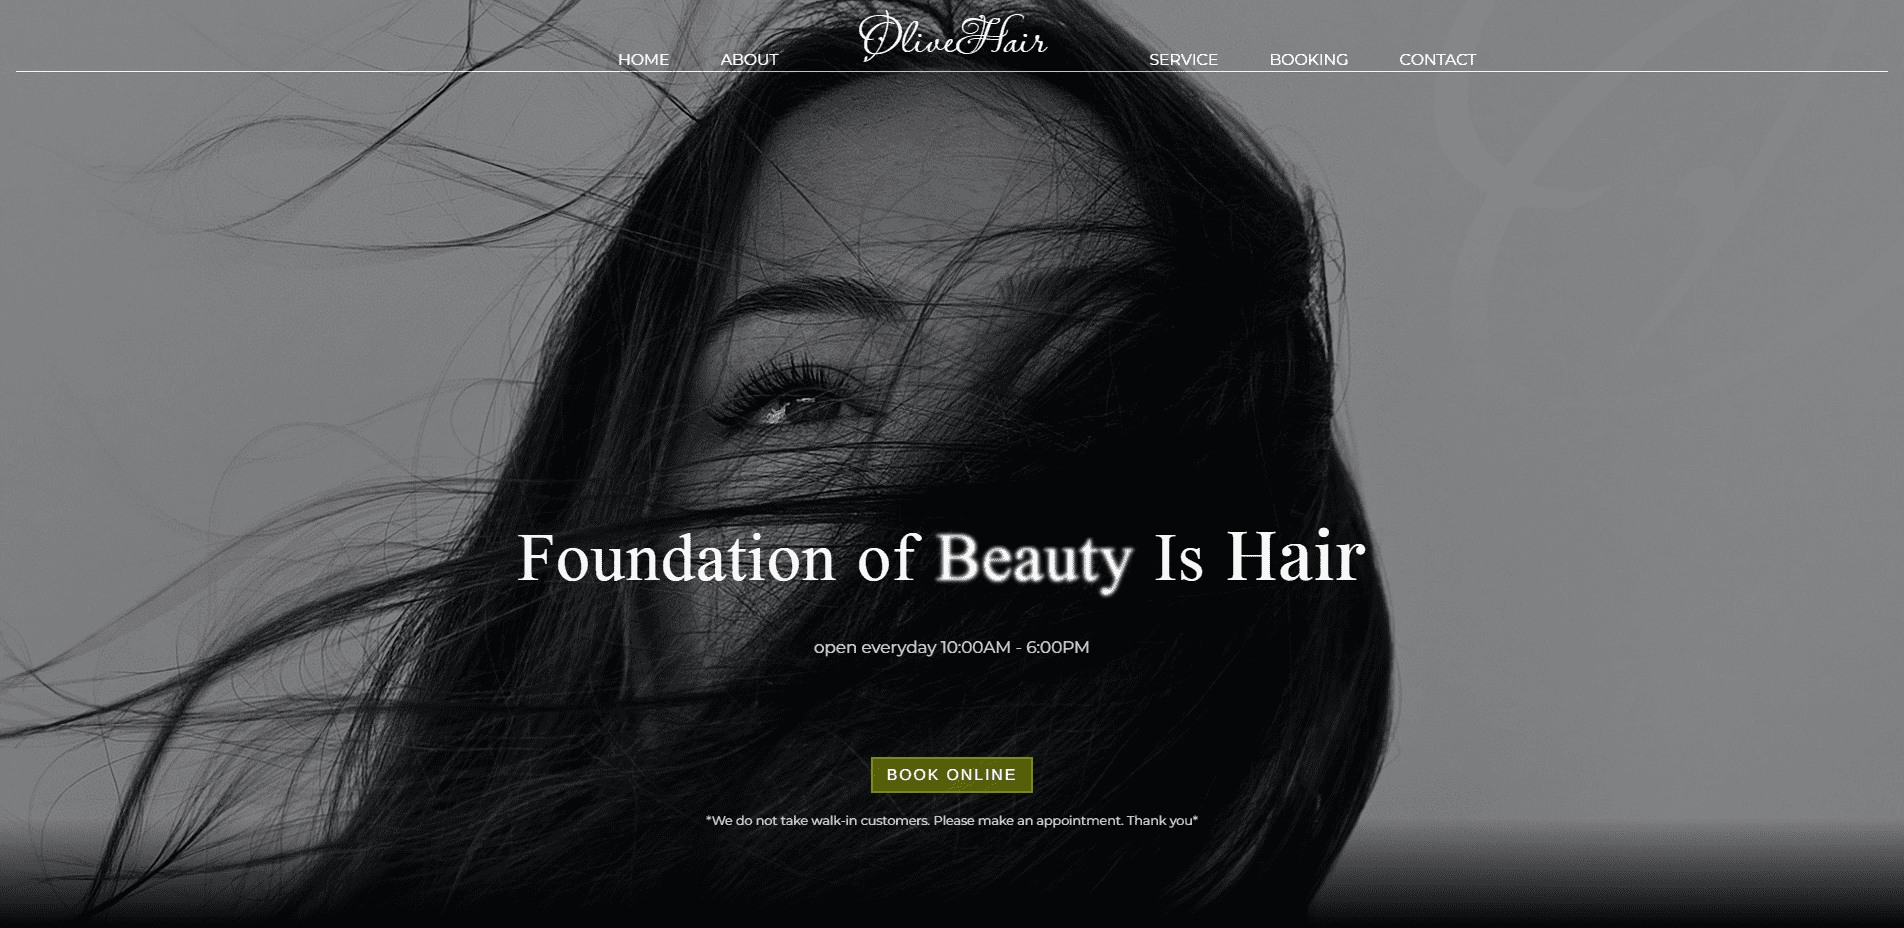 HOME
ABOUT
OliveHair
SERVICE
BOOKING
CONTACT
Foundation of Beauty Is Hair
open everyday 10:00AM - 6:00PM
BOOK ONLINE
*We do not take walk-in customers. Please make an appointment. Thank you*